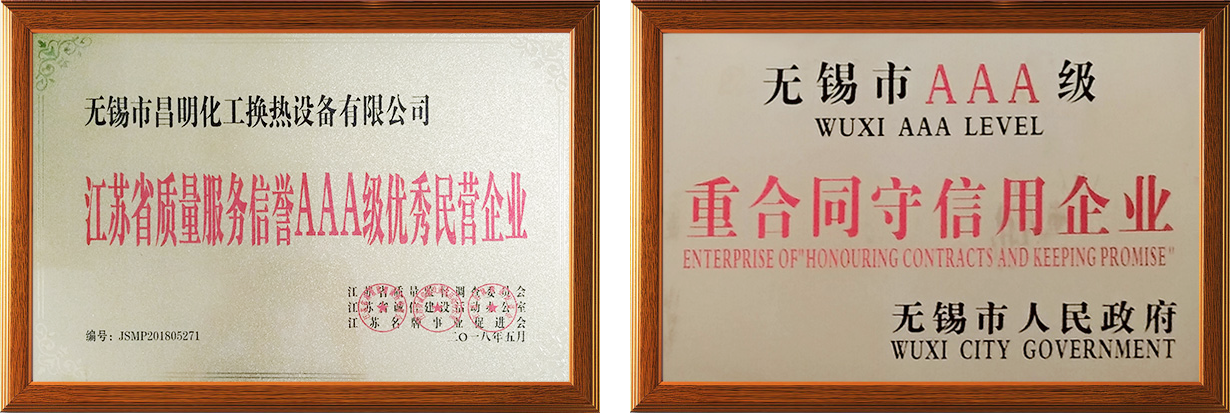 无锡市昌明化工换热设备有限公司
江苏省质量服务信誉AAA级优秀民营企业
江苏省质量监督调查委员会
江苏省诚信建设活动办公室
江苏名牌事业促进会
编号：JSMP201805271
二〇一八年五月
无锡市AAA级
WUXI AAA LEVEL
重合同守信用企业
ENTERPRISE OF"HONOURING CONTRACTS AND KEEPING PROMISE"
无锡市人民政府
WUXI CITY GOVERNMENT